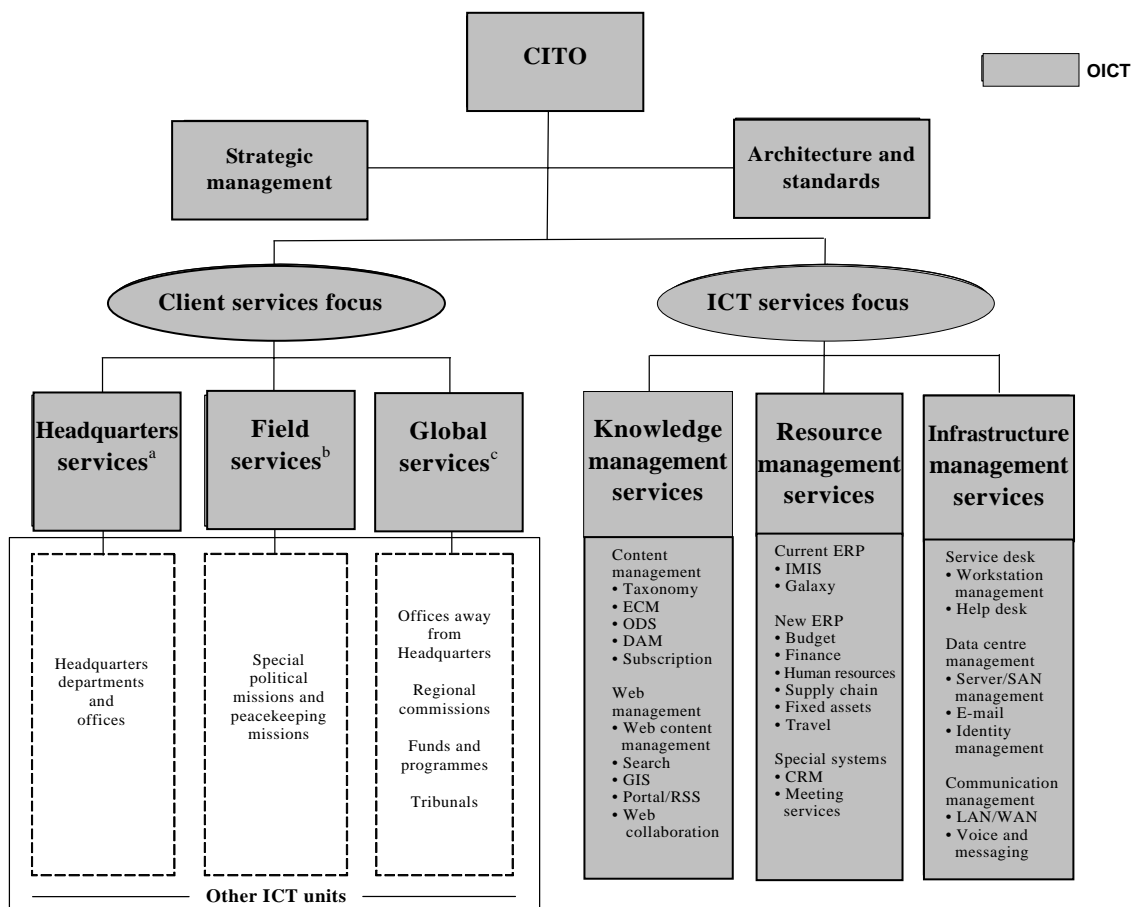 CITO
OICT
Strategic
management
Architecture and
standards
Client services focus
ICT services focus
Headquarters
services a
Field
services b
Global
services c
Knowledge
management
services
Resource
management
services
Infrastructure
management
services
Headquarters
departments
and
offices
Special
political
missions and
peacekeeping
missions
Offices away
from
Headquarters
Regional
commissions
Funds and
programmes
Tribunals
Other ICT units
Content
management
• Taxonomy
• ECM
• ODS
• DAM
• Subscription
Web
management
• Web content
management
• Search
• GIS
• Portal/RSS
• Web
collaboration
Current ERP
• IMIS
• Galaxy
New ERP
• Budget
• Finance
• Human resources
• Supply chain
• Fixed assets
• Travel
Special systems
• CRM
• Meeting
services
Service desk
• Workstation
management
• Help desk
Data centre
management
• Server/SAN
management
• E-mail
• Identity
management
Communication
management
• LAN/WAN
• Voice and
messaging